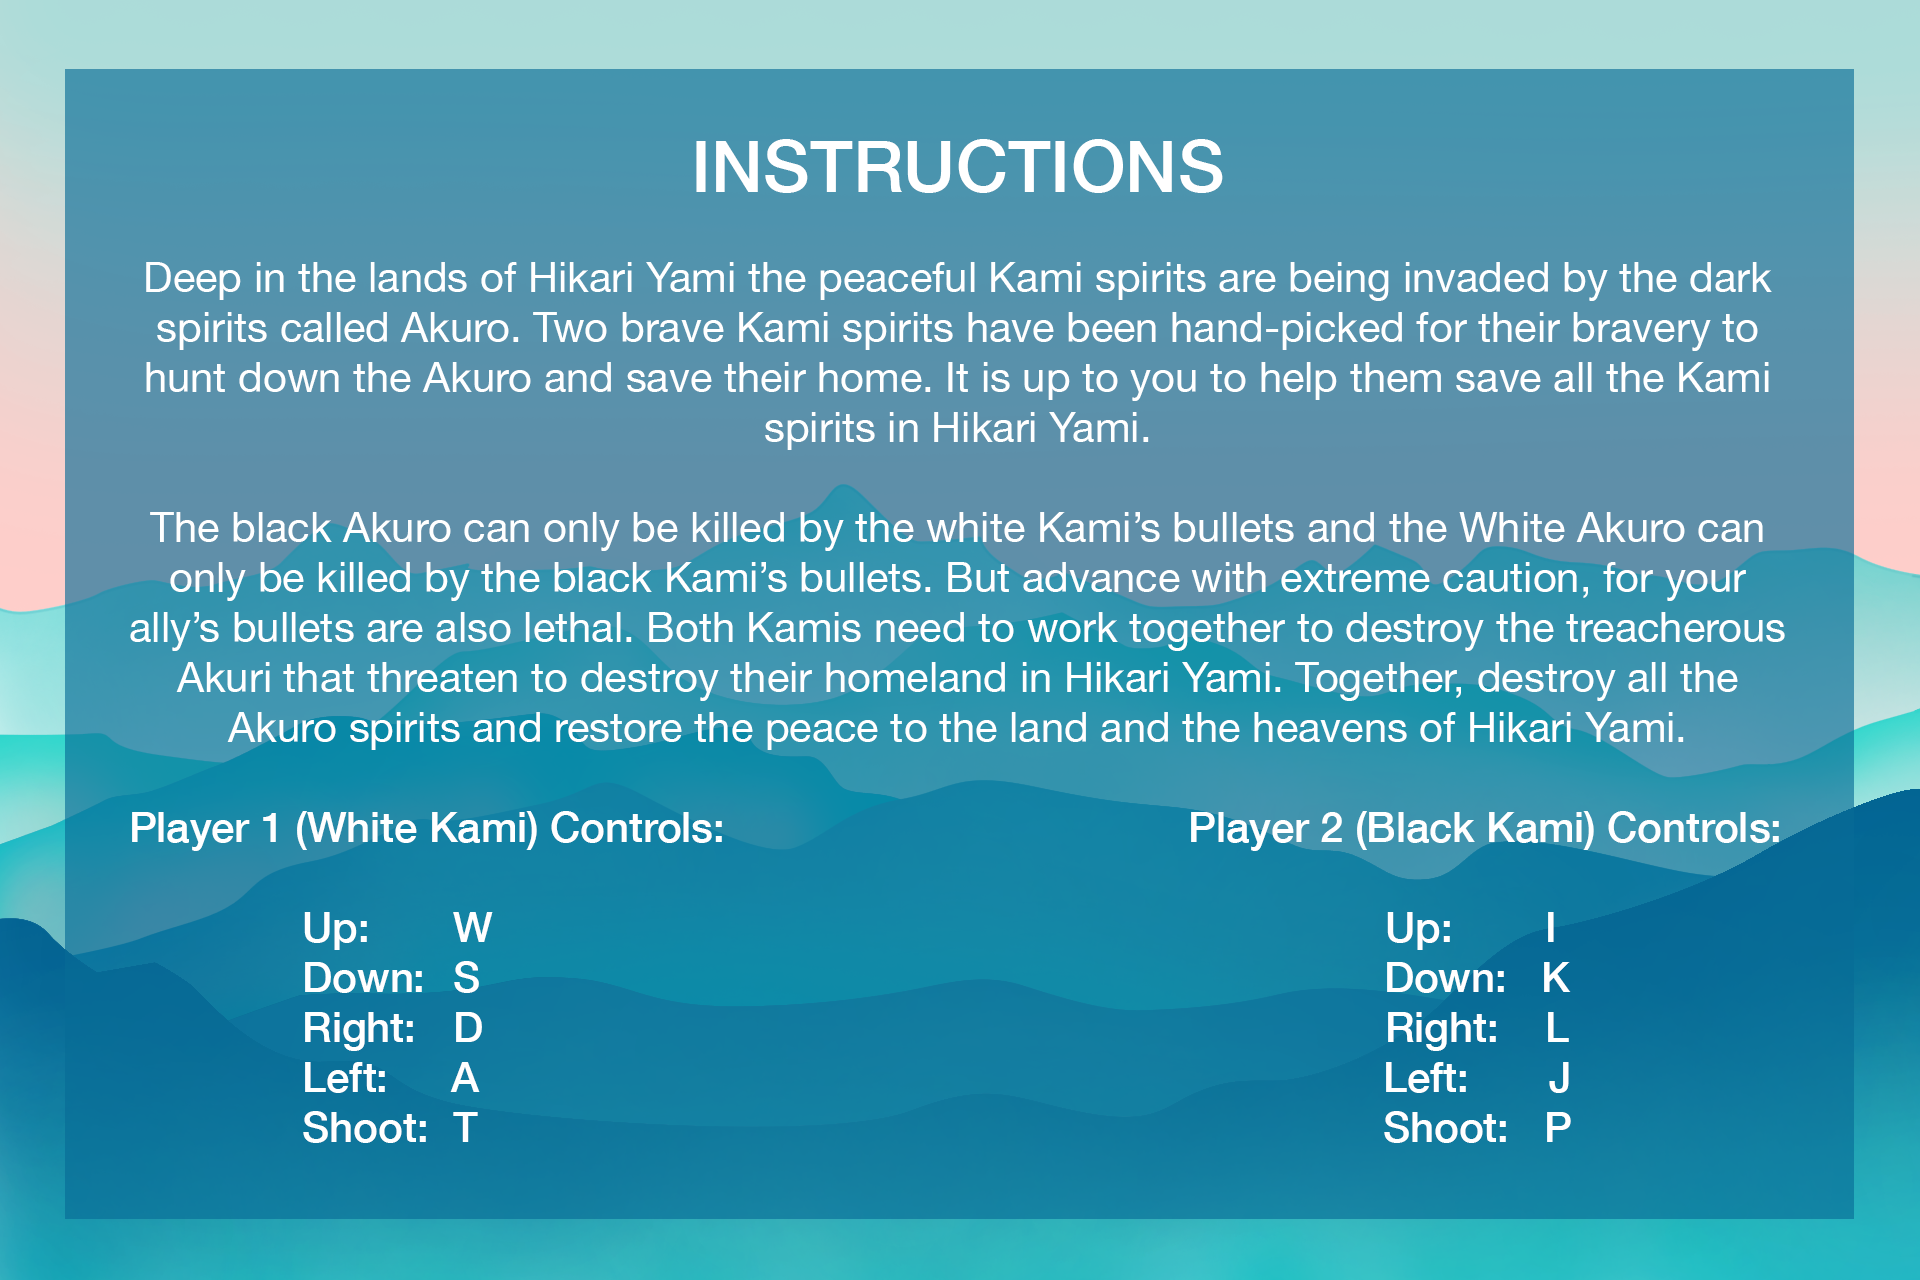 INSTRUCTIONS
Deep in the lands of Hikari Yami the peaceful Kami spirits are being invaded by the dark
spirits called Akuro. Two brave Kami spirits have been hand-picked for their bravery to
hunt down the Akuro and save their home. It is up to you to help them save all the Kami
spirits in Hikari Yami.
The black Akuro can only be killed by the white Kami’s bullets and the White Akuro can
only be killed by the black Kami’s bullets. But advance with extreme caution, for your
ally’s bullets are also lethal. Both Kamis need to work together to destroy the treacherous
Akuri that threaten to destroy their homeland in Hikari Yami. Together, destroy all the
Akuro spirits and restore the peace to the land and the heavens of Hikari Yami.
Player 1 (White Kami) Controls:
Up: W
Down: S
Right: D
Left: A
Shoot: T
Player 2 (Black Kami) Controls:
Up: I
Down: K
Right: L
Left: J
Shoot: P